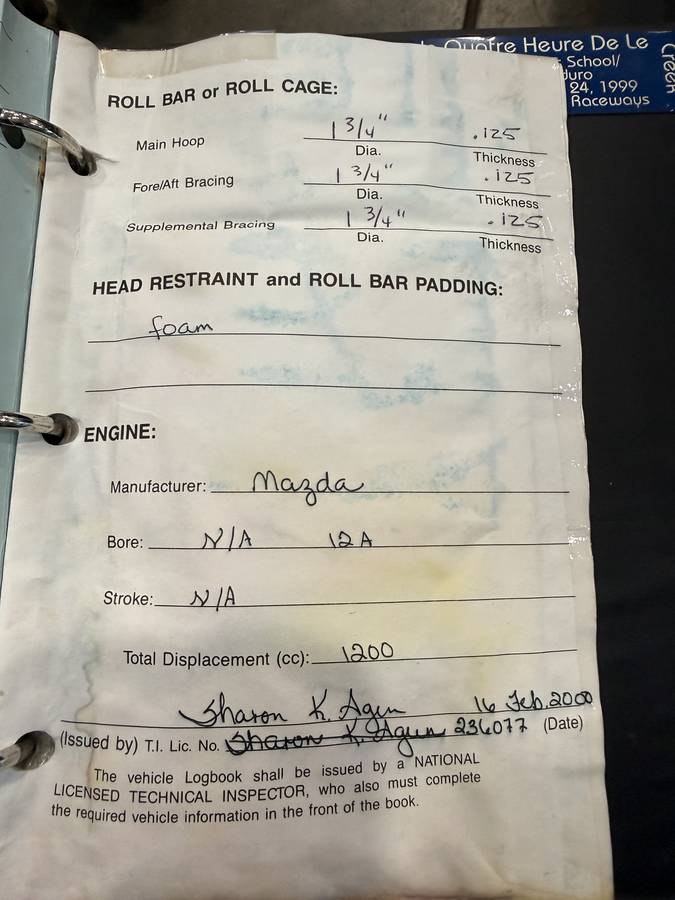 Quatre Heure De Le
School/
24, 1999
Raceways
Creek
ROLL BAR or ROLL CAGE:
Main Hoop 1 3/4" .125
Dia. Thickness
Fore/Aft Bracing 1 3/4" .125
Dia. Thickness
Supplemental Bracing 1 3/4" .125
Dia. Thickness
HEAD RESTRAINT and ROLL BAR PADDING:
foam
ENGINE:
Manufacturer: Mazda
Bore: N/A 12A
Stroke: N/A
Total Displacement (cc): 1200
Sharon K. Agun 16 Feb. 2000
(Issued by) T.I. Lic. No. Sharon K. Agun 236077 (Date)
The vehicle Logbook shall be issued by a NATIONAL
LICENSED TECHNICAL INSPECTOR, who also must complete
the required vehicle information in the front of the book.